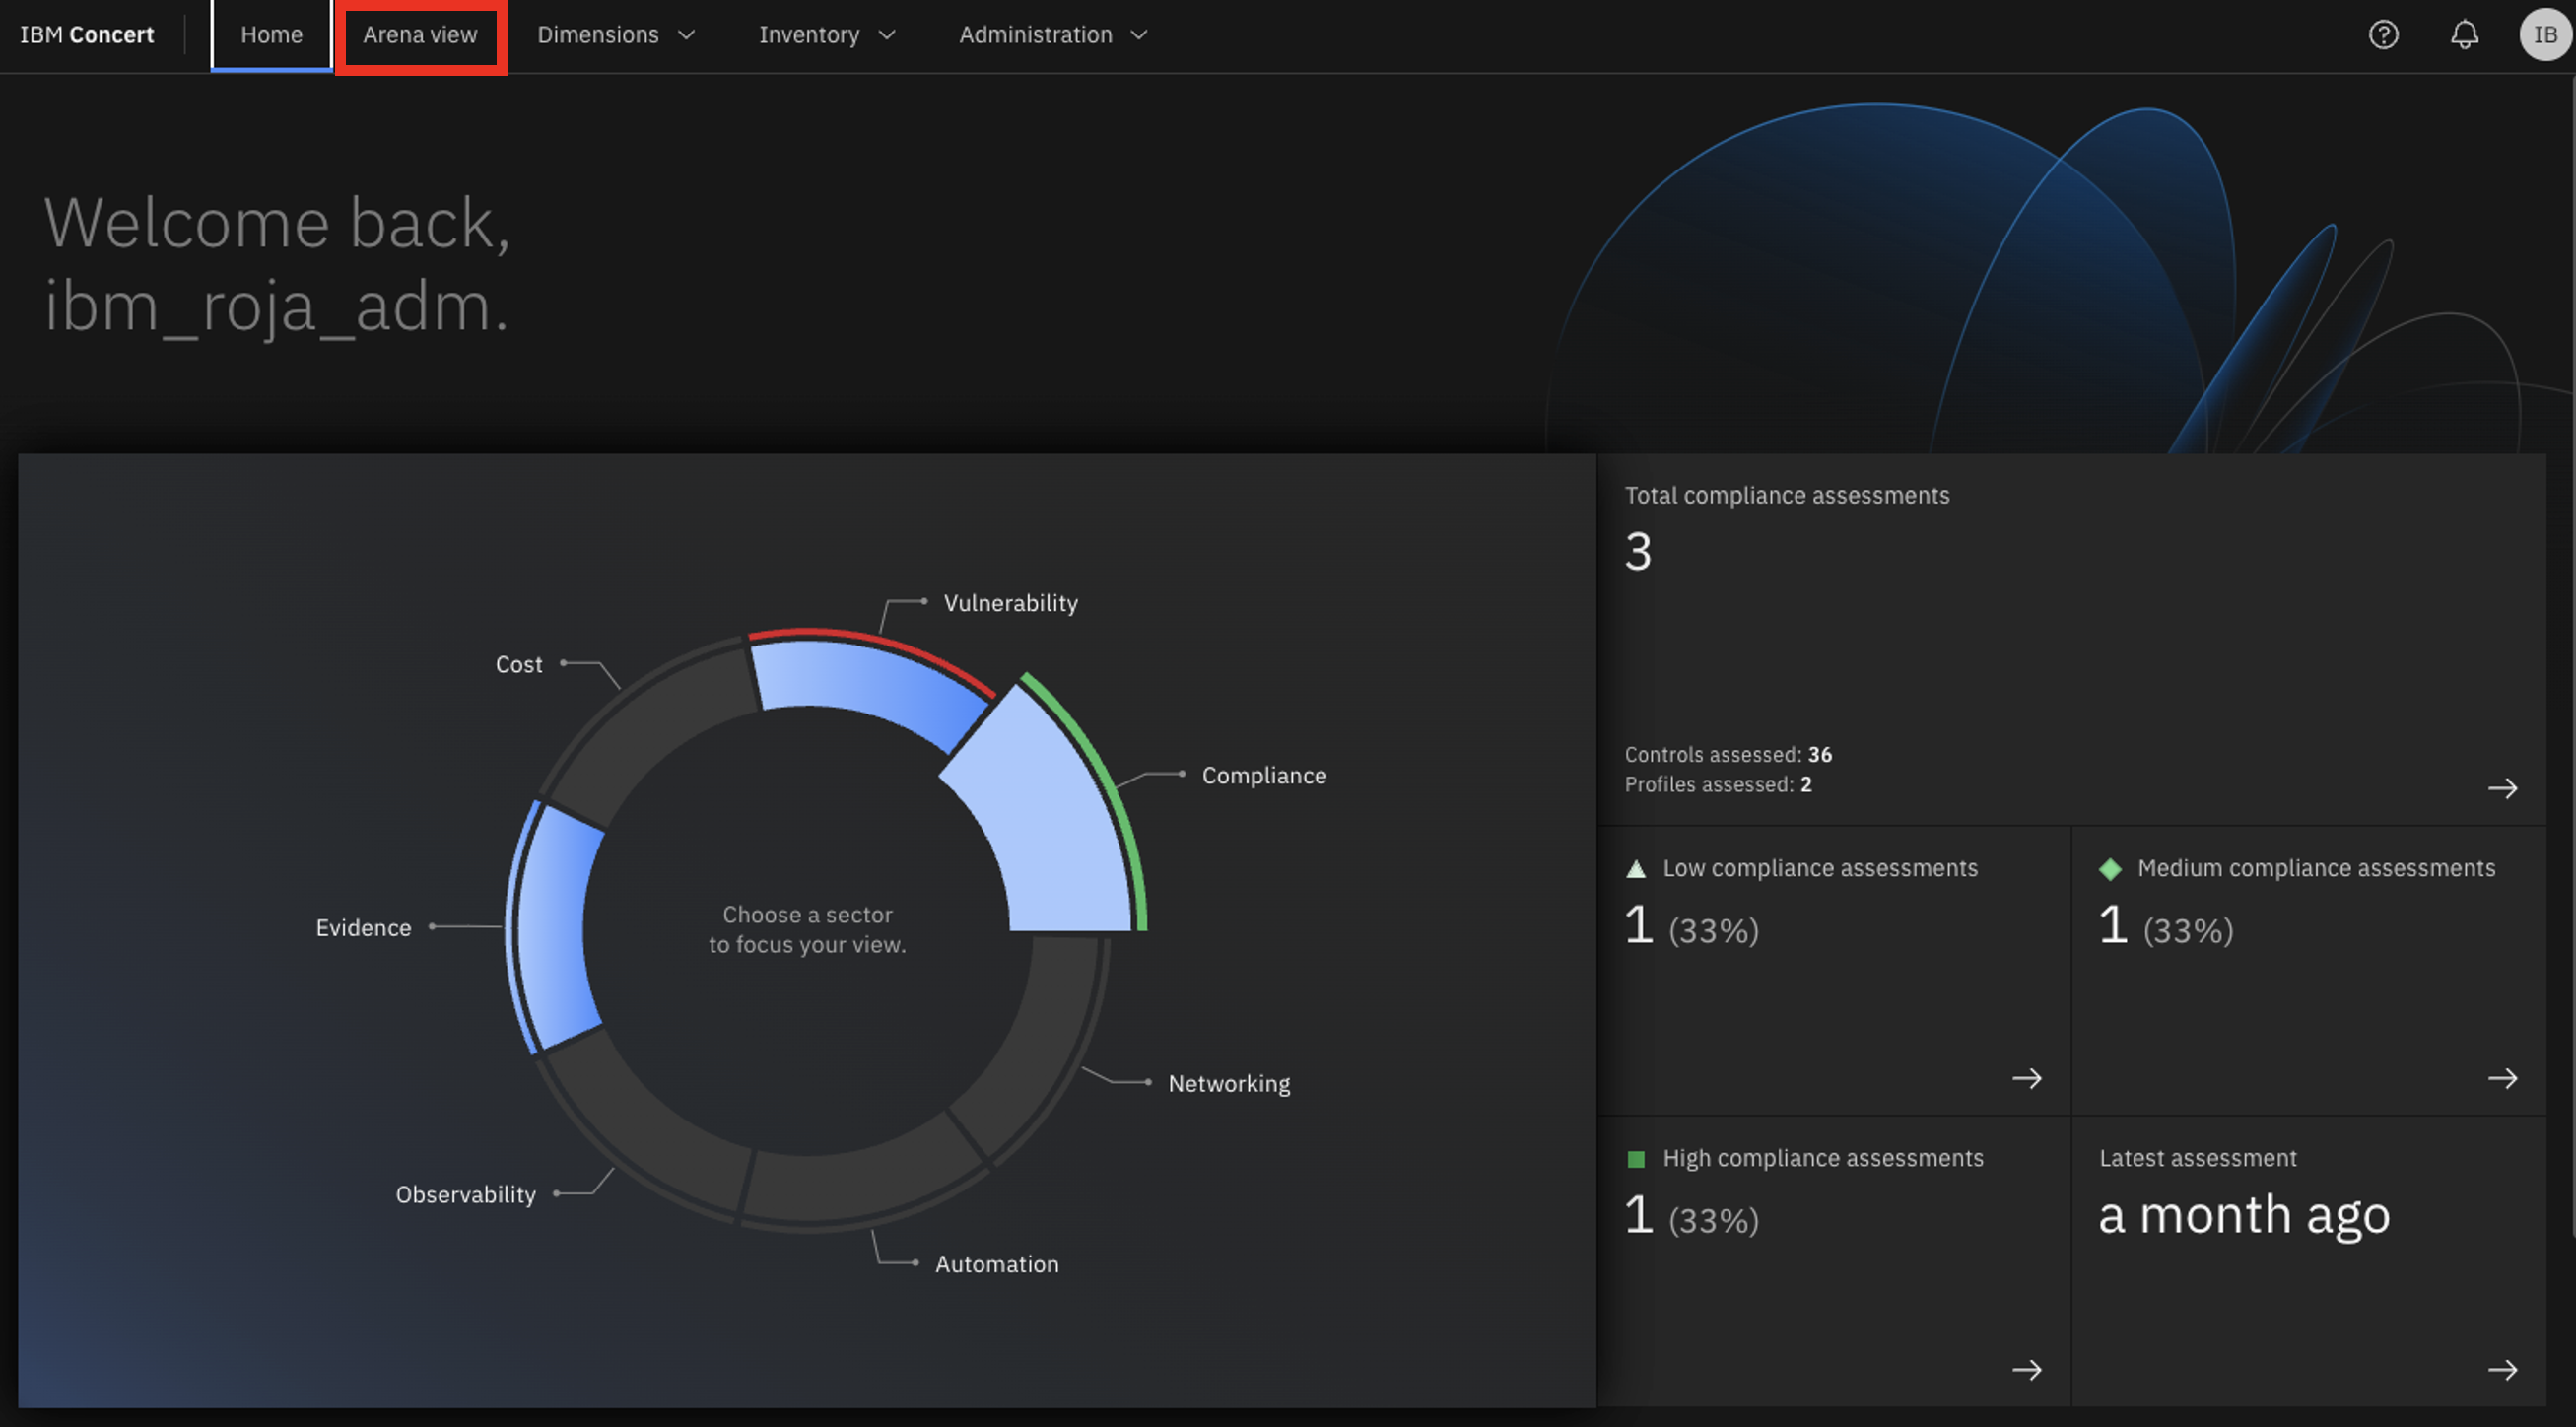 IBM Concert
Home
Arena view
Dimensions
Inventory
Administration
IB
Welcome back,
ibm_roja_adm.
Vulnerability
Cost
Compliance
Evidence
Choose a sector
to focus your view.
Networking
Observability
Automation
Total compliance assessments
3
Controls assessed: 36
Profiles assessed: 2
Low compliance assessments
1 (33%)
Medium compliance assessments
1 (33%)
High compliance assessments
1 (33%)
Latest assessment
a month ago